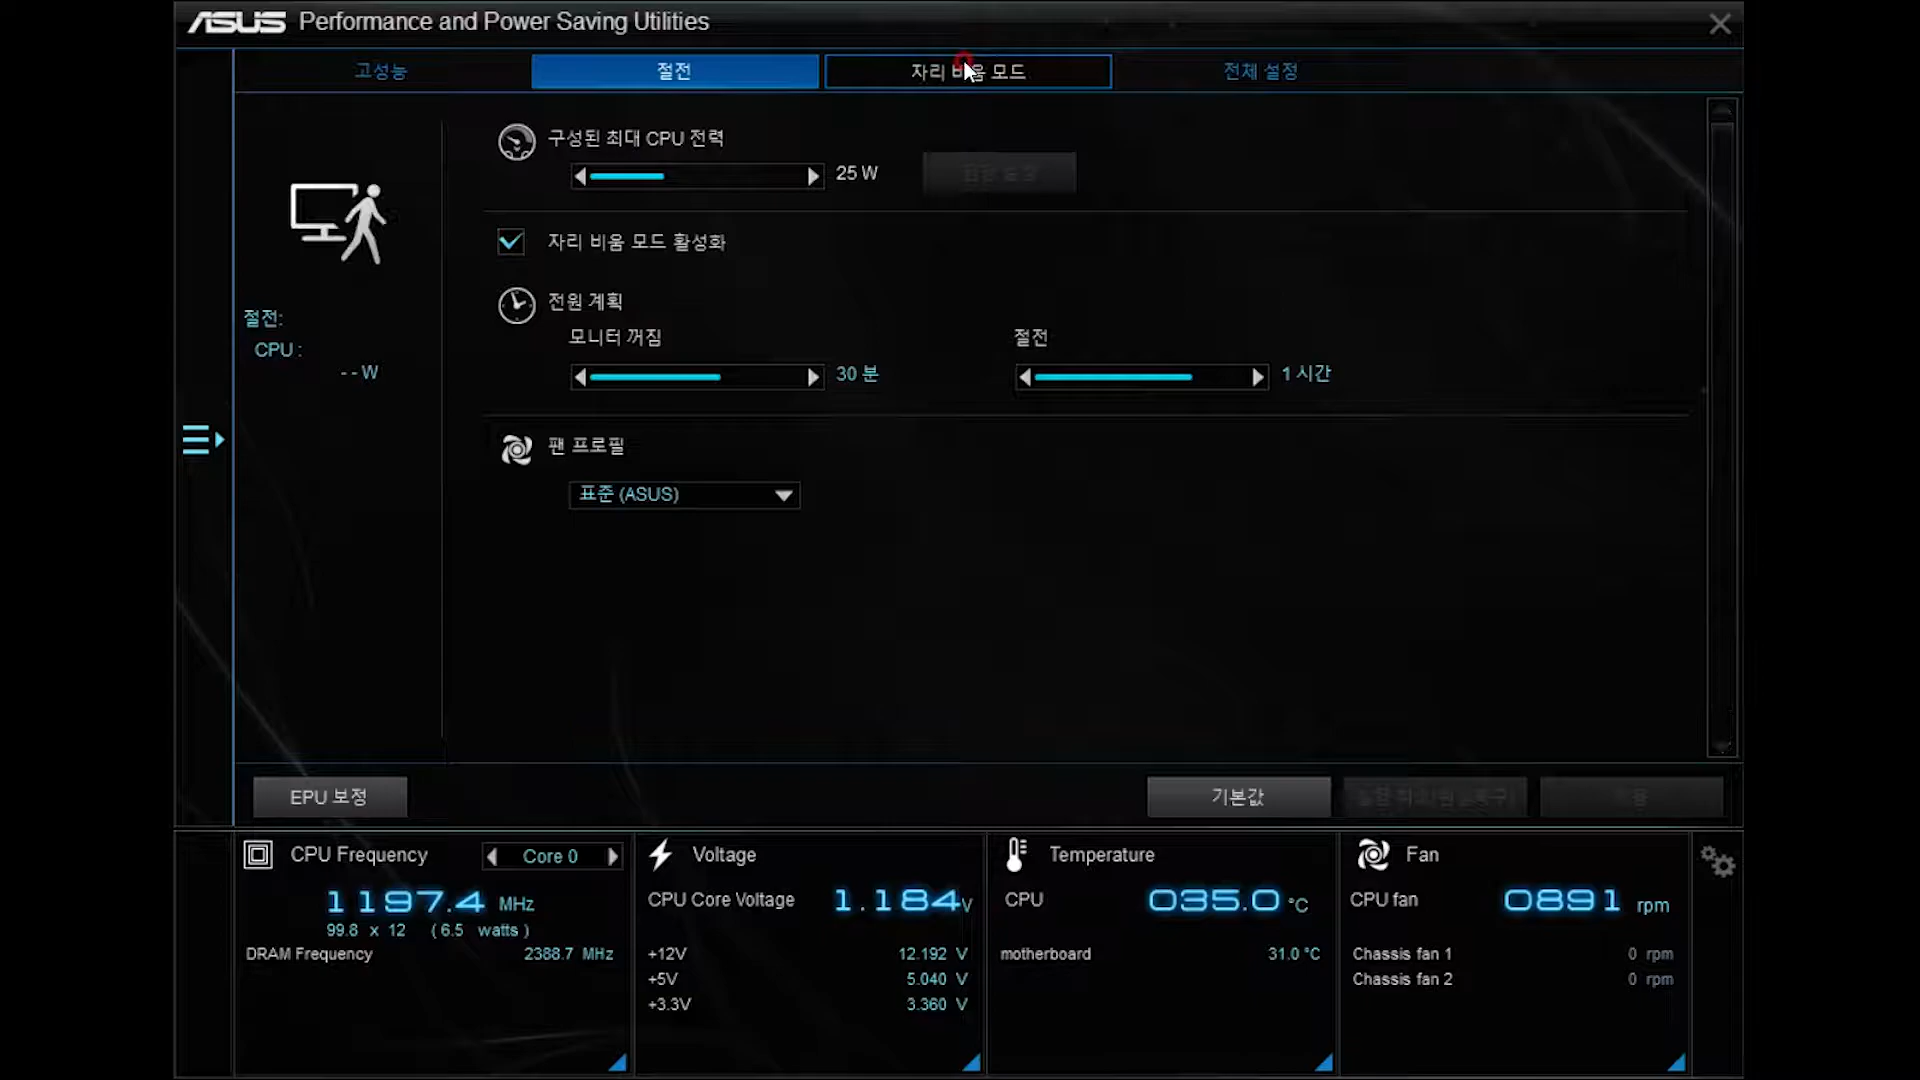 ASUS Performance and Power Saving Utilities
고성능 절전 자리 비움 모드 전체 설정
구성된 최대 CPU 전력
25 W
자리 비움 모드 활성화
전원 계획
모니터 꺼짐 절전
30 분 1 시간
절전:
CPU :
- - W
팬 프로필
표준 (ASUS)
EPU 보정 기본값
CPU Frequency Core 0
1197.4 MHz
99.8 x 12 ( 6.5 watts )
DRAM Frequency 2388.7 MHz
Voltage
CPU Core Voltage 1.184 V
+12V 12.192 V
+5V 5.040 V
+3.3V 3.360 V
Temperature
CPU 035.0 °C
motherboard 31.0 °C
Fan
CPU fan 0891 rpm
Chassis fan 1 0 rpm
Chassis fan 2 0 rpm